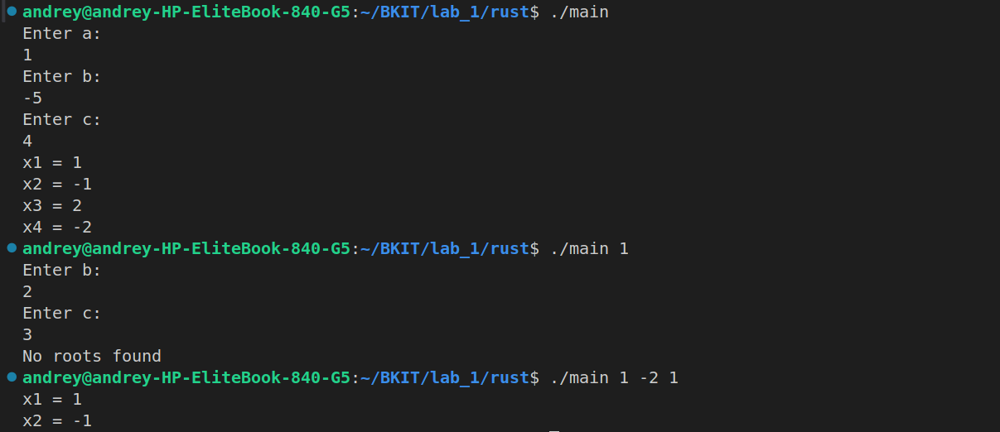 andrey@andrey-HP-EliteBook-840-G5:~/BKIT/lab_1/rust$ ./main
Enter a:
1
Enter b:
-5
Enter c:
4
x1 = 1
x2 = -1
x3 = 2
x4 = -2
andrey@andrey-HP-EliteBook-840-G5:~/BKIT/lab_1/rust$ ./main 1
Enter b:
2
Enter c:
3
No roots found
andrey@andrey-HP-EliteBook-840-G5:~/BKIT/lab_1/rust$ ./main 1 -2 1
x1 = 1
x2 = -1